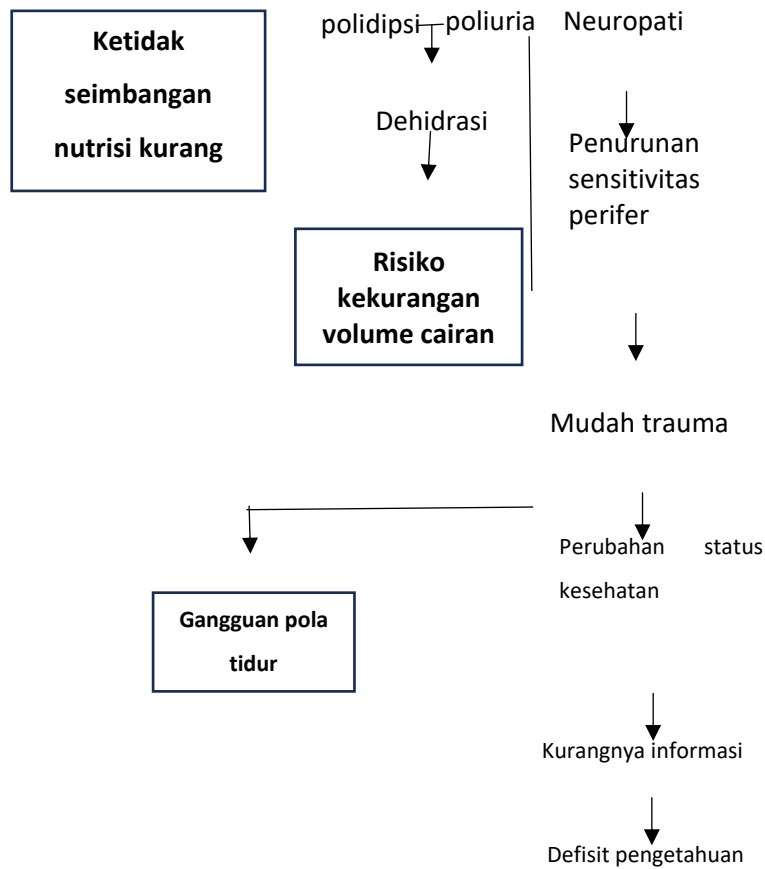 Ketidak
seimbangan
nutrisi kurang
polidipsi
poliuria
Dehidrasi
Risiko
kekurangan
volume cairan
Neuropati
Penurunan
sensitivitas
perifer
Mudah trauma
Gangguan pola
tidur
Perubahan status
kesehatan
Kurangnya informasi
Defisit pengetahuan